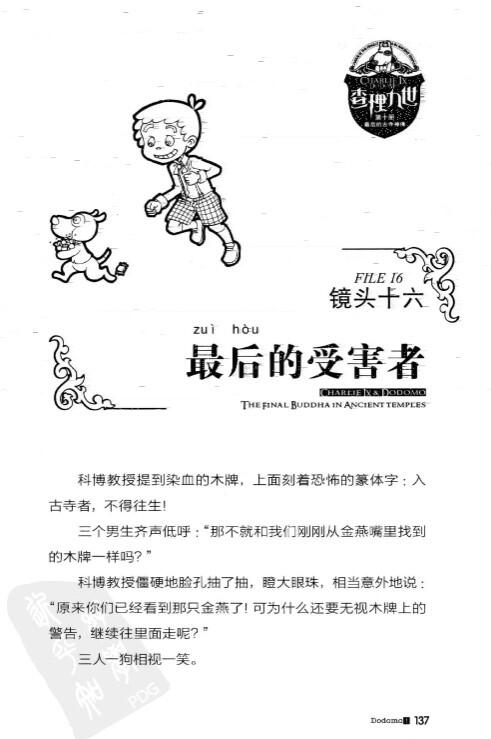 CHARLIE IX
& DODOMO
查理九世
第十册
最后的古寺神佛
FILE 16
镜头十六
zuì hòu
最后的受害者
CHARLIE IX & DODOMO
THE FINAL BUDDHA IN ANCIENT TEMPLES
科博教授提到染血的木牌，上面刻着恐怖的篆体字：入
古寺者，不得往生！
三个男生齐声低呼：“那不就和我们刚刚从金燕嘴里找到
的木牌一样吗？”
科博教授僵硬地脸孔抽了抽，瞪大眼珠，相当意外地说：
“原来你们已经看到那只金燕了！可为什么还要无视木牌上的
警告，继续往里面走呢？”
三人一狗相视一笑。
PDG
Dodomo 137